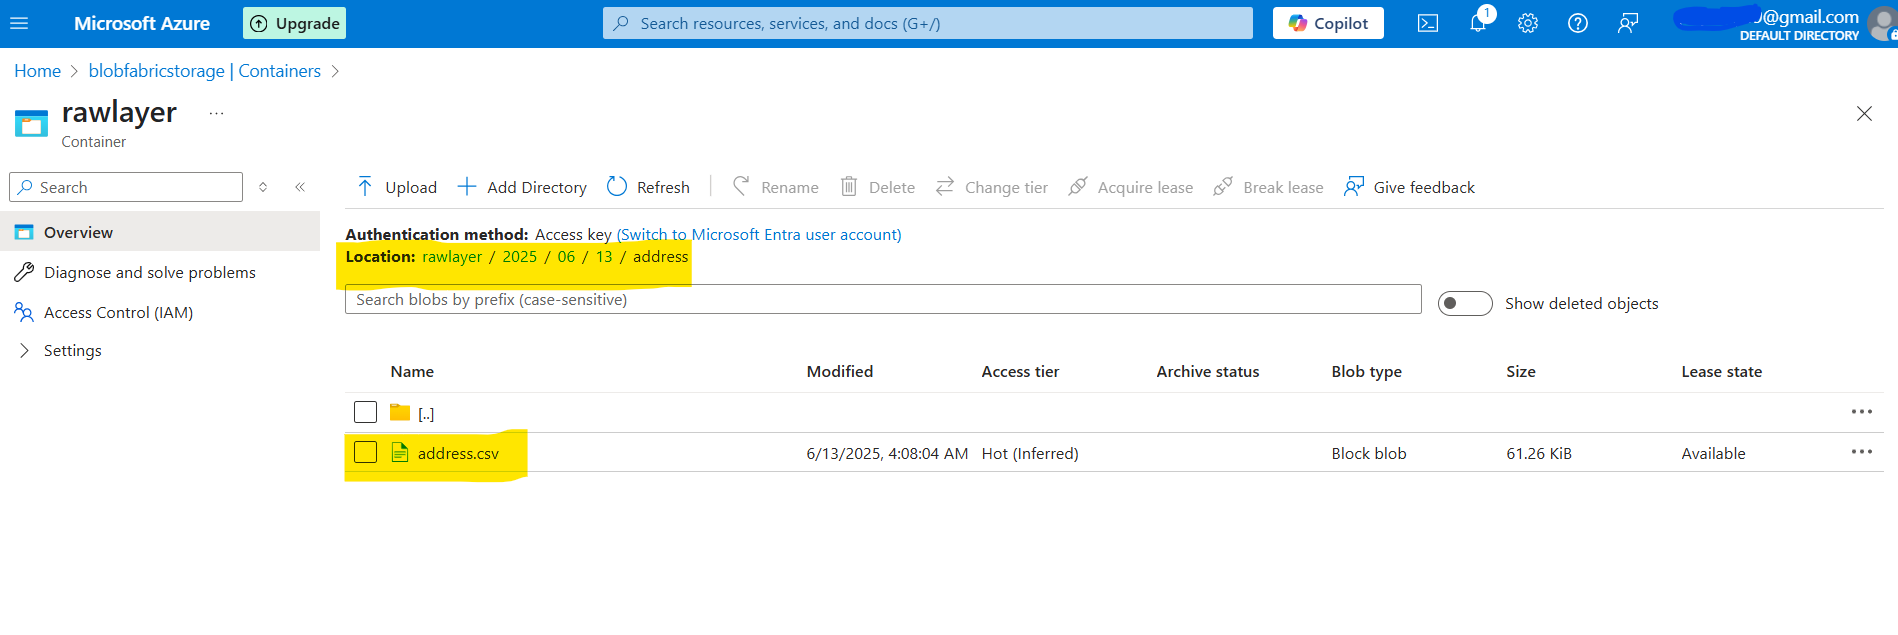 Microsoft Azure
Upgrade
Search resources, services, and docs (G+/)
Copilot
1
@gmail.com
DEFAULT DIRECTORY
Home > blobfabricstorage | Containers >
rawlayer ...
Container
Search
Overview
Diagnose and solve problems
Access Control (IAM)
Settings
Upload
Add Directory
Refresh
Rename
Delete
Change tier
Acquire lease
Break lease
Give feedback
Authentication method: Access key (Switch to Microsoft Entra user account)
Location: rawlayer / 2025 / 06 / 13 / address
Search blobs by prefix (case-sensitive)
Show deleted objects
Name Modified Access tier Archive status Blob type Size Lease state
[..]
address.csv 6/13/2025, 4:08:04 AM Hot (Inferred) Block blob 61.26 KiB Available